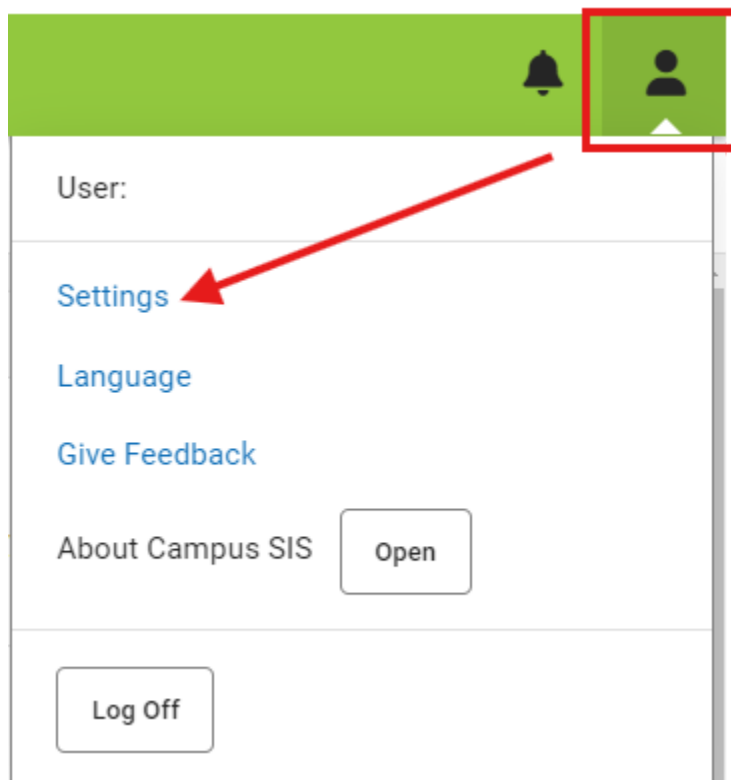 User:
Settings
Language
Give Feedback
About Campus SIS Open
Log Off